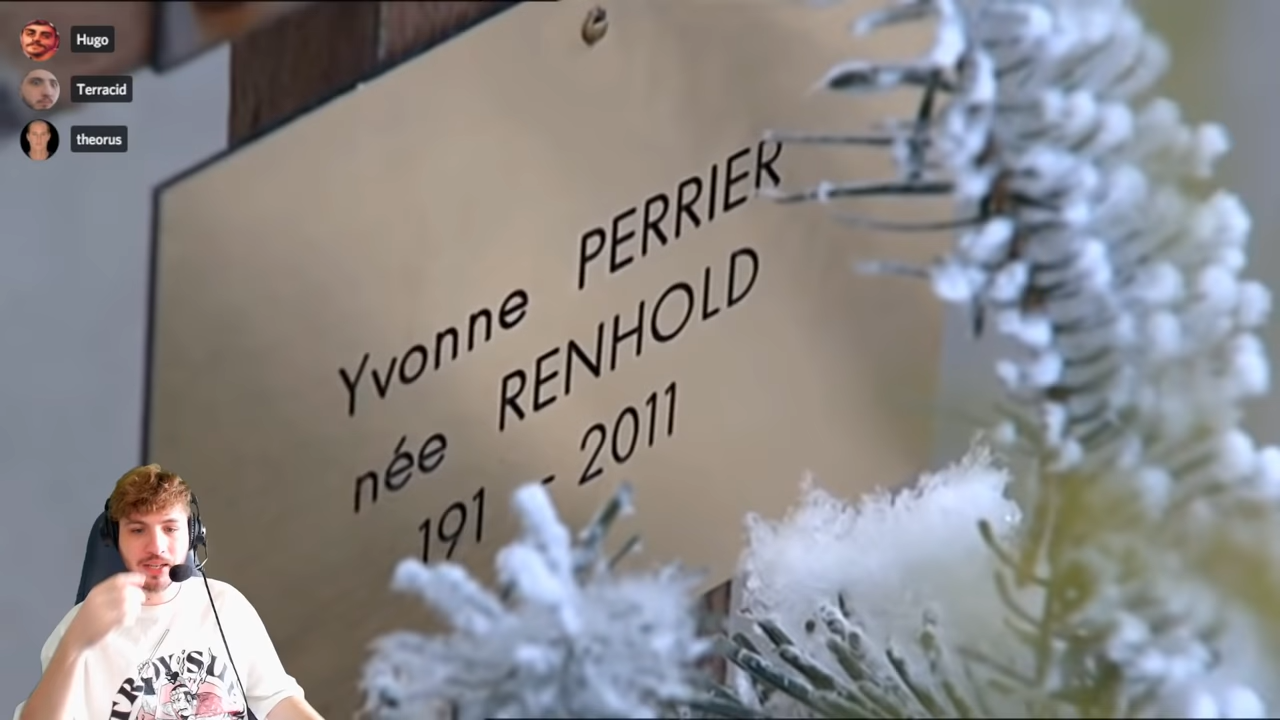 Hugo
Terracid
theorus
Yvonne PERRIER
née RENHOLD
191 - 2011